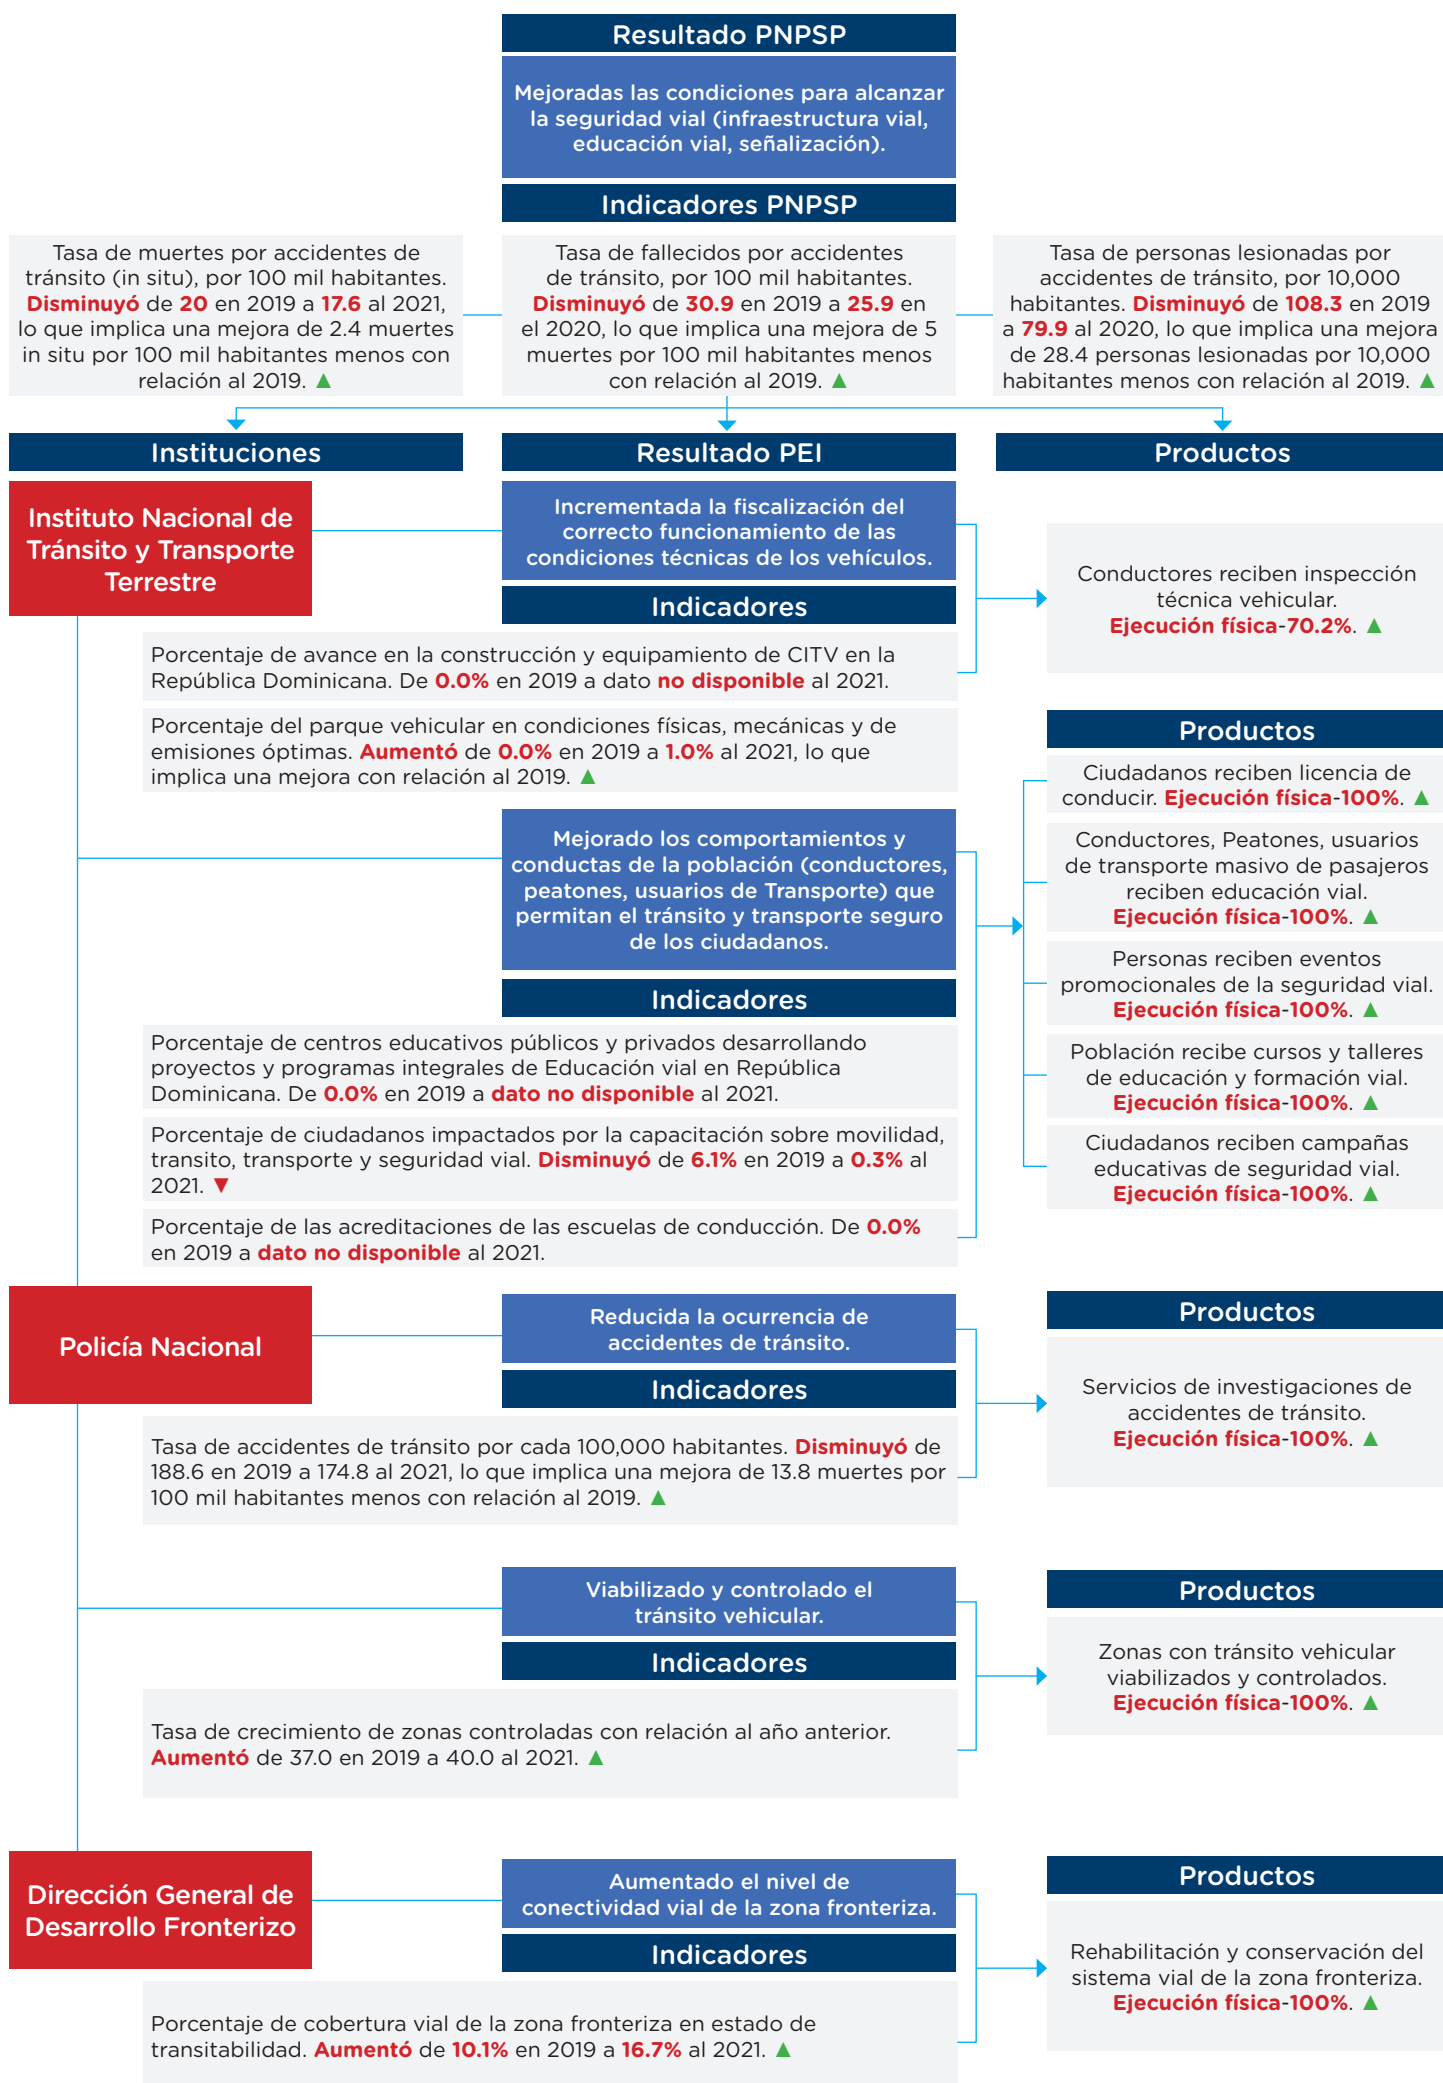 Resultado PNPSP
Mejoradas las condiciones para alcanzar
la seguridad vial (infraestructura vial,
educación vial, señalización).
Indicadores PNPSP
Tasa de muertes por accidentes de
tránsito (in situ), por 100 mil habitantes.
Disminuyó de 20 en 2019 a 17.6 al 2021,
lo que implica una mejora de 2.4 muertes
in situ por 100 mil habitantes menos con
relación al 2019. ▲
Tasa de fallecidos por accidentes
de tránsito, por 100 mil habitantes.
Disminuyó de 30.9 en 2019 a 25.9 en
el 2020, lo que implica una mejora de 5
muertes por 100 mil habitantes menos
con relación al 2019. ▲
Tasa de personas lesionadas por
accidentes de tránsito, por 10,000
habitantes. Disminuyó de 108.3 en 2019
a 79.9 al 2020, lo que implica una mejora
de 28.4 personas lesionadas por 10,000
habitantes menos con relación al 2019. ▲
Instituciones
Resultado PEI
Productos
Instituto Nacional de
Tránsito y Transporte
Terrestre
Incrementada la fiscalización del
correcto funcionamiento de las
condiciones técnicas de los vehículos.
Indicadores
Porcentaje de avance en la construcción y equipamiento de CITV en la
República Dominicana. De 0.0% en 2019 a dato no disponible al 2021.
Porcentaje del parque vehicular en condiciones físicas, mecánicas y de
emisiones óptimas. Aumentó de 0.0% en 2019 a 1.0% al 2021, lo que
implica una mejora con relación al 2019. ▲
Conductores reciben inspección
técnica vehicular.
Ejecución física-70.2%. ▲
Mejorado los comportamientos y
conductas de la población (conductores,
peatones, usuarios de Transporte) que
permitan el tránsito y transporte seguro
de los ciudadanos.
Indicadores
Porcentaje de centros educativos públicos y privados desarrollando
proyectos y programas integrales de Educación vial en República
Dominicana. De 0.0% en 2019 a dato no disponible al 2021.
Porcentaje de ciudadanos impactados por la capacitación sobre movilidad,
transito, transporte y seguridad vial. Disminuyó de 6.1% en 2019 a 0.3% al
2021. ▼
Porcentaje de las acreditaciones de las escuelas de conducción. De 0.0%
en 2019 a dato no disponible al 2021.
Productos
Ciudadanos reciben licencia de
conducir. Ejecución física-100%. ▲
Conductores, Peatones, usuarios
de transporte masivo de pasajeros
reciben educación vial.
Ejecución física-100%. ▲
Personas reciben eventos
promocionales de la seguridad vial.
Ejecución física-100%. ▲
Población recibe cursos y talleres
de educación y formación vial.
Ejecución física-100%. ▲
Ciudadanos reciben campañas
educativas de seguridad vial.
Ejecución física-100%. ▲
Policía Nacional
Reducida la ocurrencia de
accidentes de tránsito.
Indicadores
Tasa de accidentes de tránsito por cada 100,000 habitantes. Disminuyó de
188.6 en 2019 a 174.8 al 2021, lo que implica una mejora de 13.8 muertes por
100 mil habitantes menos con relación al 2019. ▲
Productos
Servicios de investigaciones de
accidentes de tránsito.
Ejecución física-100%. ▲
Viabilizado y controlado el
tránsito vehicular.
Indicadores
Tasa de crecimiento de zonas controladas con relación al año anterior.
Aumentó de 37.0 en 2019 a 40.0 al 2021. ▲
Productos
Zonas con tránsito vehicular
viabilizados y controlados.
Ejecución física-100%. ▲
Dirección General de
Desarrollo Fronterizo
Aumentado el nivel de
conectividad vial de la zona fronteriza.
Indicadores
Porcentaje de cobertura vial de la zona fronteriza en estado de
transitabilidad. Aumentó de 10.1% en 2019 a 16.7% al 2021. ▲
Productos
Rehabilitación y conservación del
sistema vial de la zona fronteriza.
Ejecución física-100%. ▲